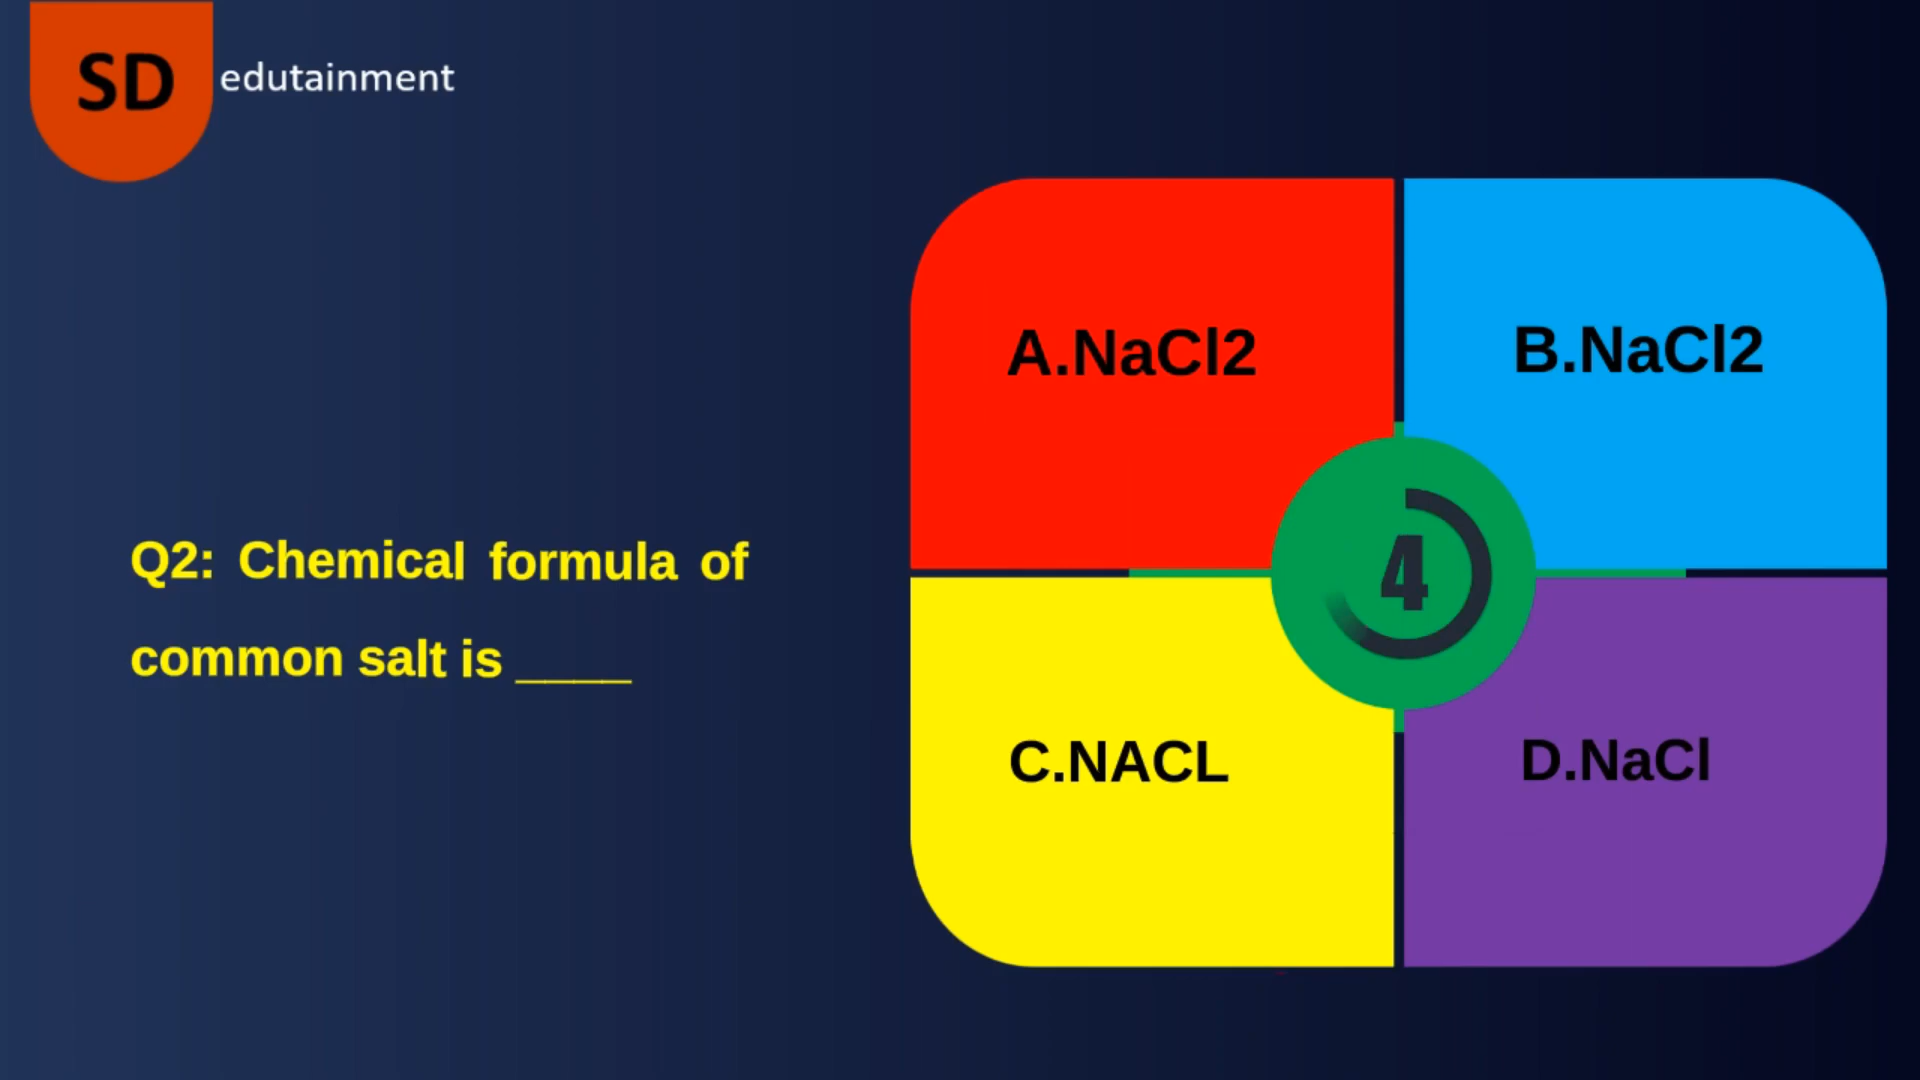 SD edutainment
Q2: Chemical formula of
common salt is ____
A.NaCl2
B.NaCl2
4
C.NACL
D.NaCl